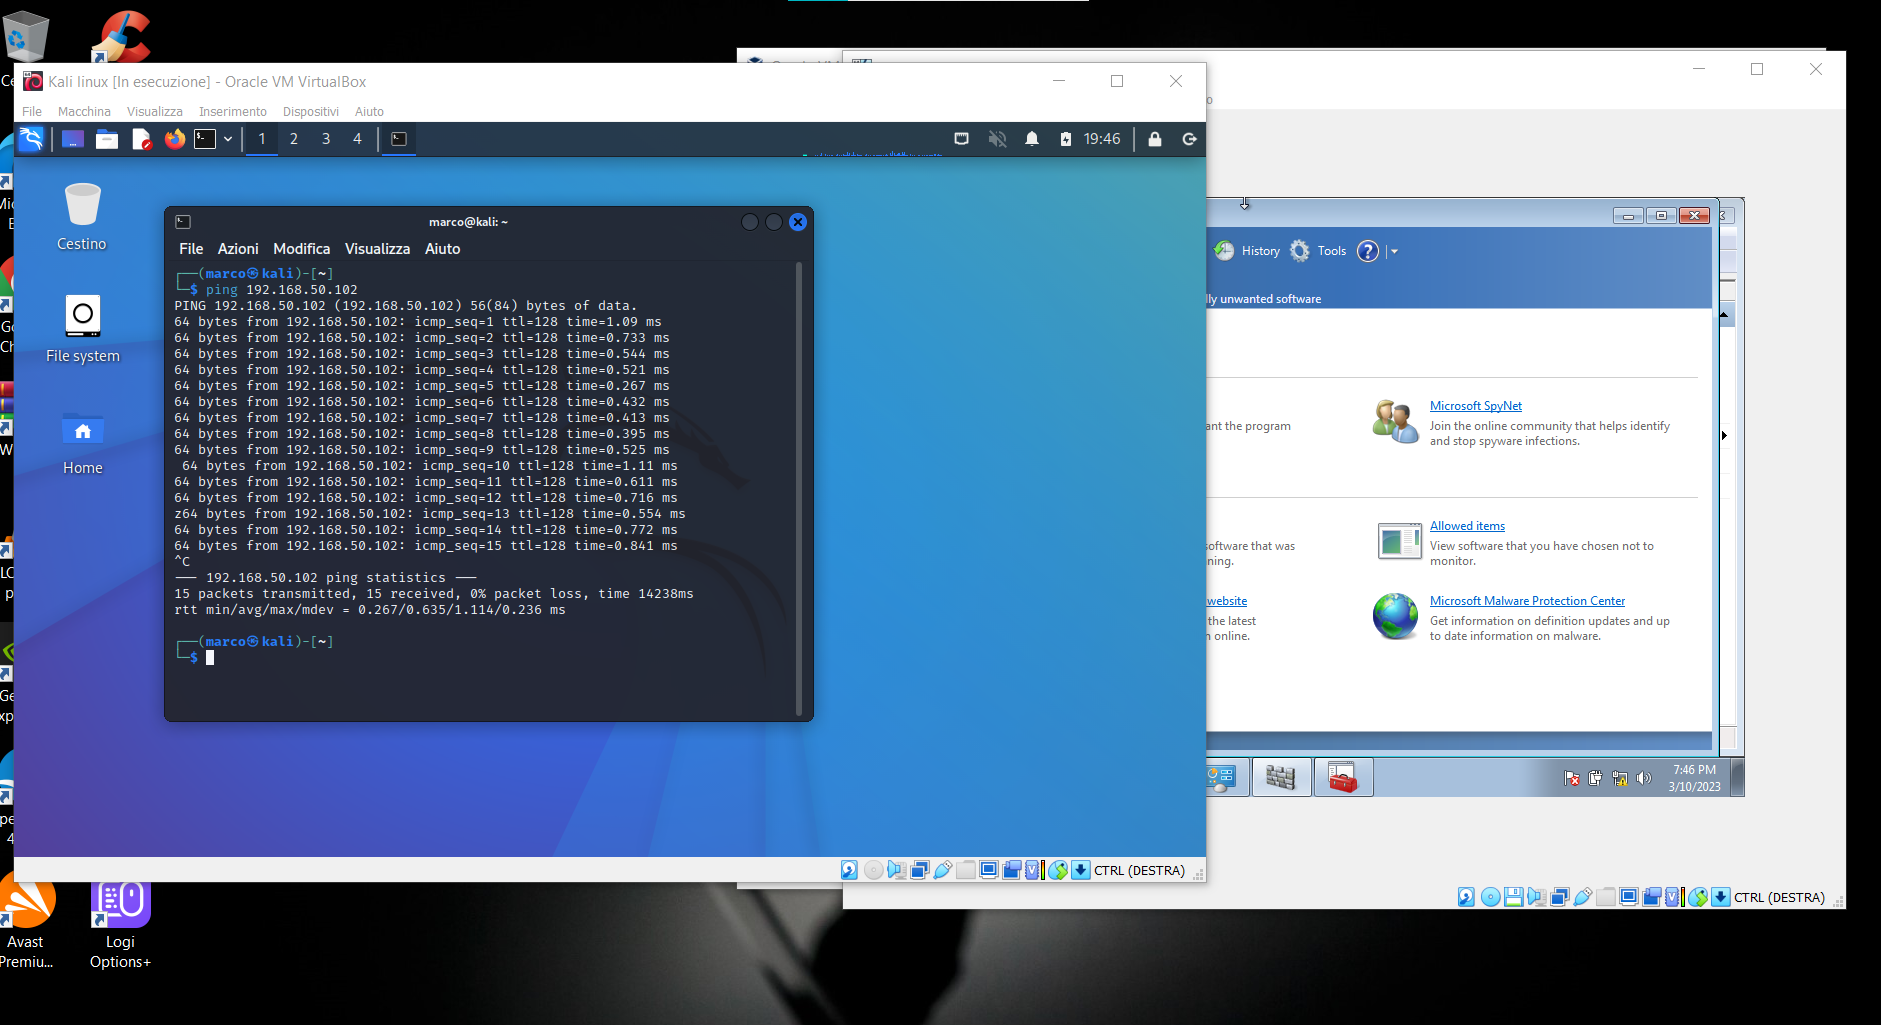 Kali linux [In esecuzione] - Oracle VM VirtualBox
File Macchina Visualizza Inserimento Dispositivi Aiuto
1 2 3 4
19:46
Cestino
File system
Home
marco@kali: ~
File Azioni Modifica Visualizza Aiuto
┌──(marco㉿kali)-[~]
└─$ ping 192.168.50.102
PING 192.168.50.102 (192.168.50.102) 56(84) bytes of data.
64 bytes from 192.168.50.102: icmp_seq=1 ttl=128 time=1.09 ms
64 bytes from 192.168.50.102: icmp_seq=2 ttl=128 time=0.733 ms
64 bytes from 192.168.50.102: icmp_seq=3 ttl=128 time=0.544 ms
64 bytes from 192.168.50.102: icmp_seq=4 ttl=128 time=0.521 ms
64 bytes from 192.168.50.102: icmp_seq=5 ttl=128 time=0.267 ms
64 bytes from 192.168.50.102: icmp_seq=6 ttl=128 time=0.432 ms
64 bytes from 192.168.50.102: icmp_seq=7 ttl=128 time=0.413 ms
64 bytes from 192.168.50.102: icmp_seq=8 ttl=128 time=0.395 ms
64 bytes from 192.168.50.102: icmp_seq=9 ttl=128 time=0.525 ms
 64 bytes from 192.168.50.102: icmp_seq=10 ttl=128 time=1.11 ms
64 bytes from 192.168.50.102: icmp_seq=11 ttl=128 time=0.611 ms
64 bytes from 192.168.50.102: icmp_seq=12 ttl=128 time=0.716 ms
z64 bytes from 192.168.50.102: icmp_seq=13 ttl=128 time=0.554 ms
64 bytes from 192.168.50.102: icmp_seq=14 ttl=128 time=0.772 ms
64 bytes from 192.168.50.102: icmp_seq=15 ttl=128 time=0.841 ms
^C
--- 192.168.50.102 ping statistics ---
15 packets transmitted, 15 received, 0% packet loss, time 14238ms
rtt min/avg/max/mdev = 0.267/0.635/1.114/0.236 ms
┌──(marco㉿kali)-[~]
└─$
CTRL (DESTRA)
History Tools
lly unwanted software
ant the program
Microsoft SpyNet
Join the online community that helps identify
and stop spyware infections.
software that was
ning.
Allowed items
View software that you have chosen not to
monitor.
website
the latest
n online.
Microsoft Malware Protection Center
Get information on definition updates and up
to date information on malware.
7:46 PM
3/10/2023
CTRL (DESTRA)
Avast
Premiu...
Logi
Options+